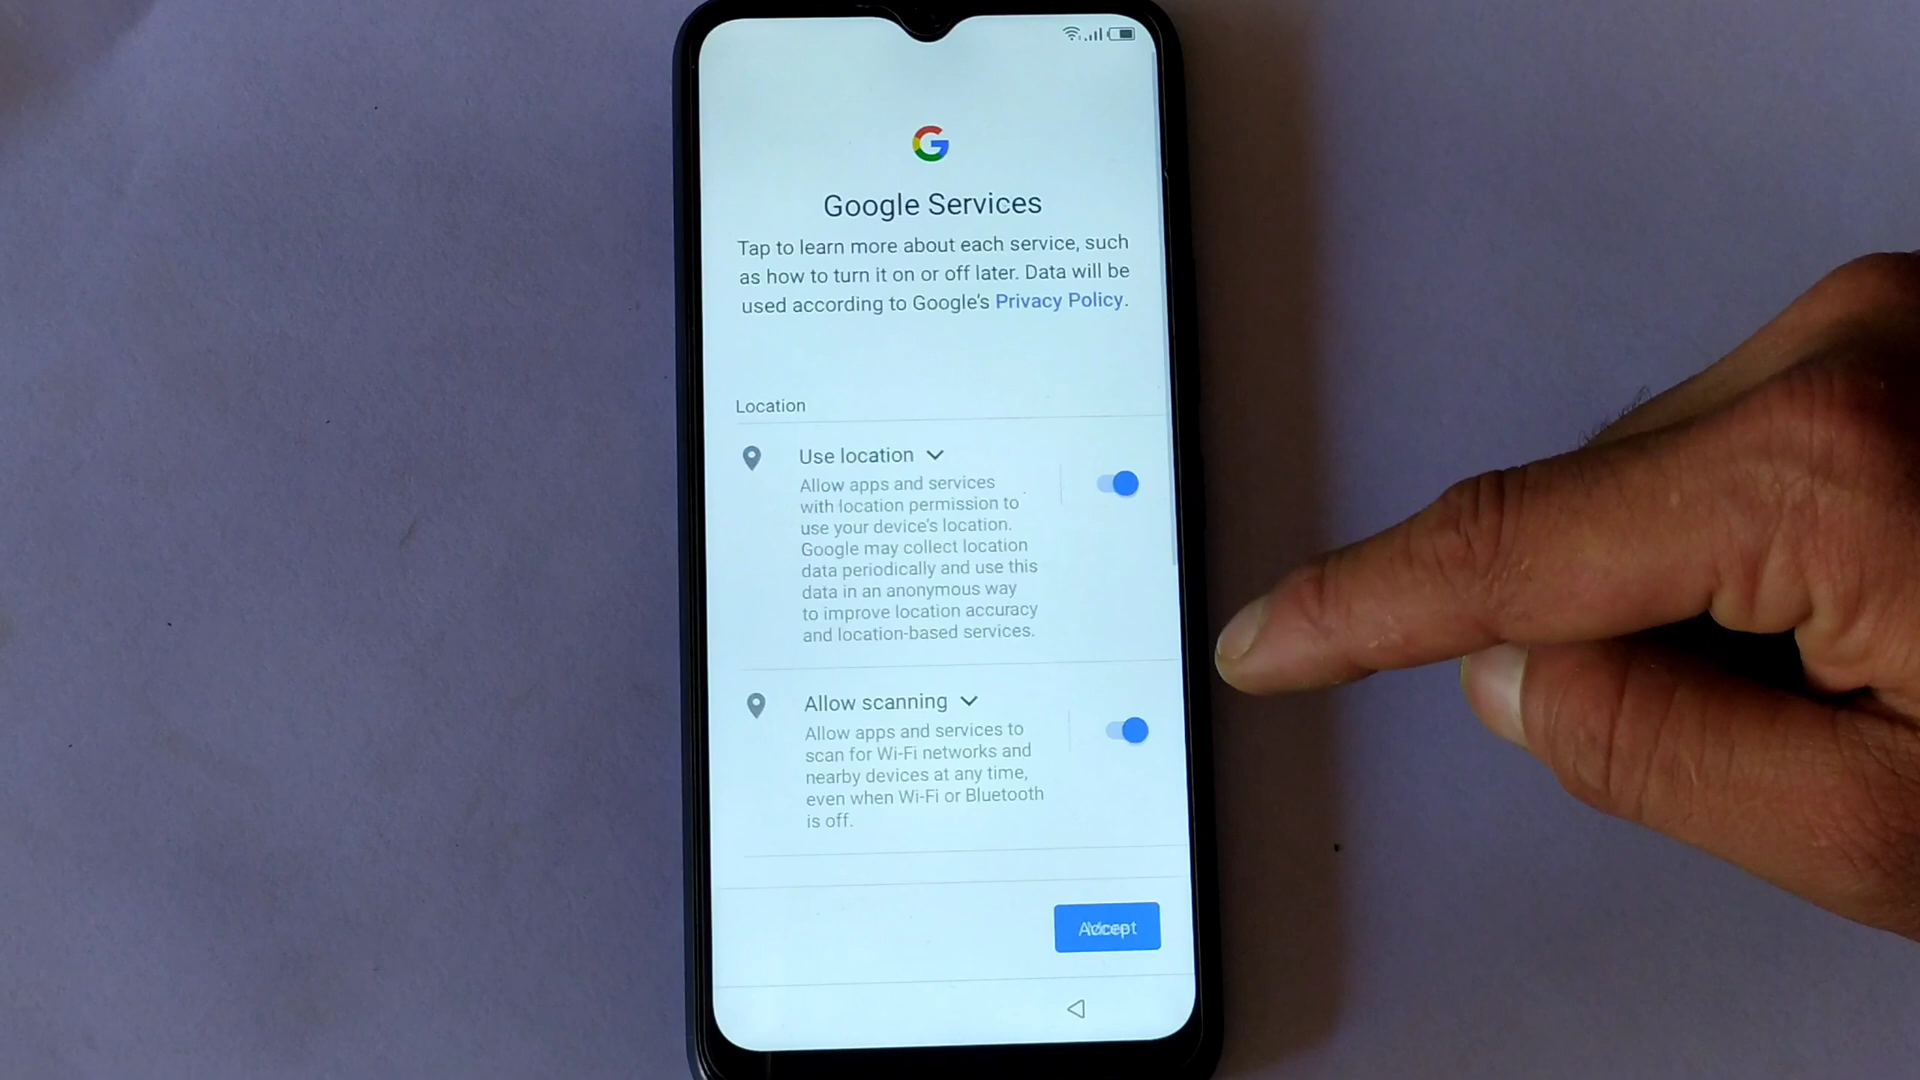 Google Services
Tap to learn more about each service, such
as how to turn it on or off later. Data will be
used according to Google's Privacy Policy.
Location
Use location
Allow apps and services
with location permission to
use your device's location.
Google may collect location
data periodically and use this
data in an anonymous way
to improve location accuracy
and location-based services.
Allow scanning
Allow apps and services to
scan for Wi-Fi networks and
nearby devices at any time,
even when Wi-Fi or Bluetooth
is off.
Accept